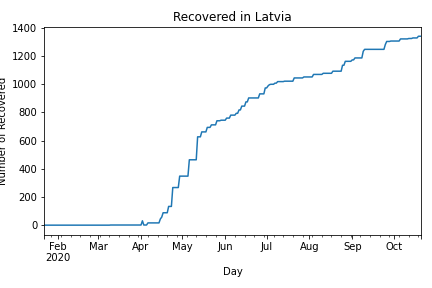 Recovered in Latvia
Number of Recovered
1400
1200
1000
800
600
400
200
0
Feb Mar Apr May Jun Jul Aug Sep Oct
2020
Day